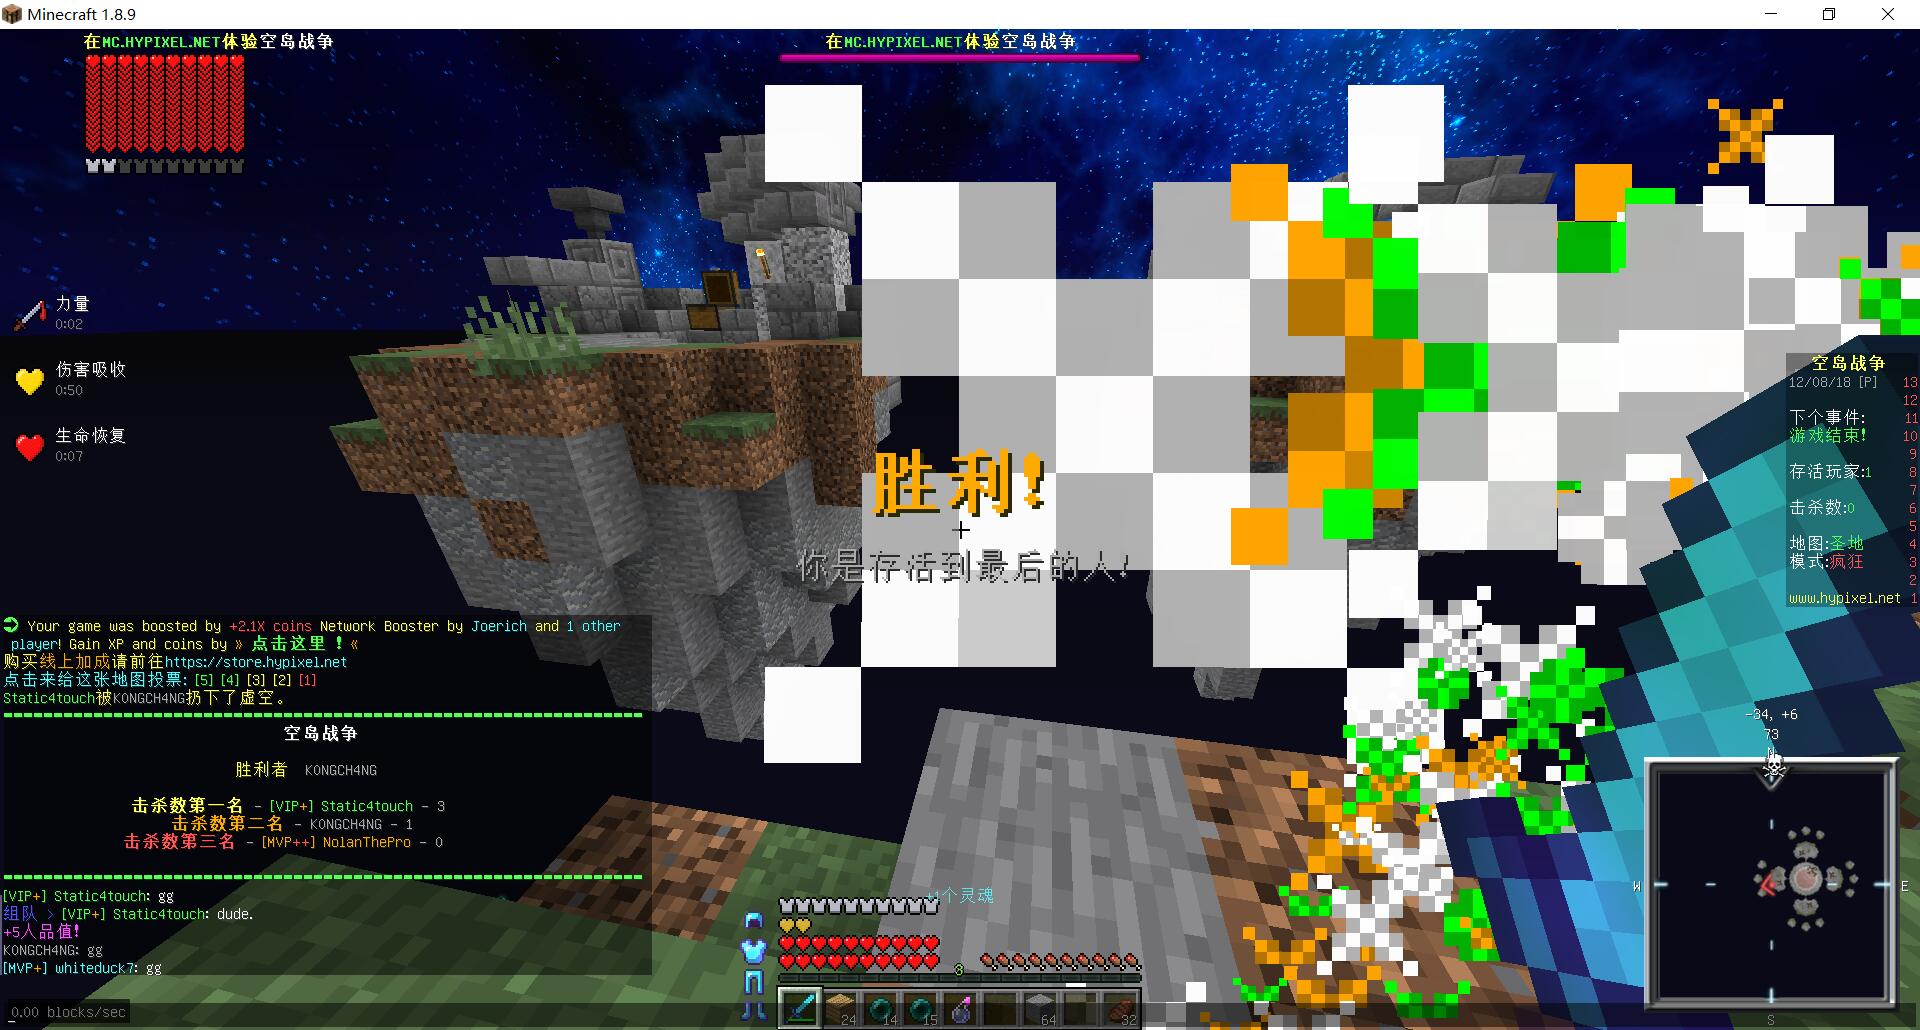 Minecraft 1.8.9
在MC.HYPIXEL.NET体验空岛战争
在MC.HYPIXEL.NET体验空岛战争
力量
0:02
伤害吸收
0:50
生命恢复
0:07
胜利!
你是存活到最后的人!
空岛战争
12/08/18 [P] 13
12
下个事件: 11
游戏结束! 10
9
存活玩家:1 8
7
击杀数:0 6
5
地图:圣地 4
模式:疯狂 3
2
www.hypixel.net 1
Your game was boosted by +2.1X coins Network Booster by Joerich and 1 other
player! Gain XP and coins by » 点击这里 ! «
购买线上加成请前往https://store.hypixel.net
点击来给这张地图投票: [5] [4] [3] [2] [1]
Static4touch被KONGCH4NG扔下了虚空。
空岛战争
胜利者 KONGCH4NG
击杀数第一名 - [VIP+] Static4touch - 3
击杀数第二名 - KONGCH4NG - 1
击杀数第三名 - [MVP++] NolanThePro - 0
[VIP+] Static4touch: gg
组队 > [VIP+] Static4touch: dude.
+5人品值!
KONGCH4NG: gg
[MVP+] whiteduck7: gg
0.00 blocks/sec
+1个灵魂
3
24 14 15 64 32
-34, +6
73
N
W E
S